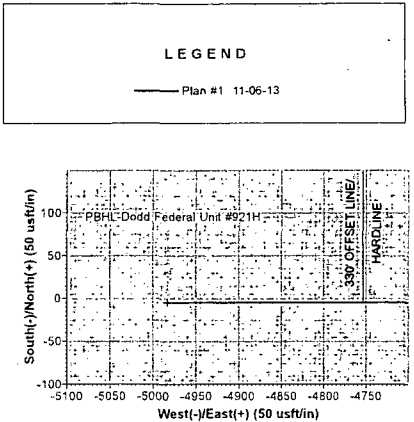 LEGEND
Plan #1 11-06-13
South(-)/North(+) (50 usft/in)
100
50
0
-50
-100
PBHL-Dodd Federal Unit #921H
330' OFFSET LINE/
HARDLINE
-5100 -5050 -5000 -4950 -4900 -4850 -4800 -4750
West(-)/East(+) (50 usft/in)